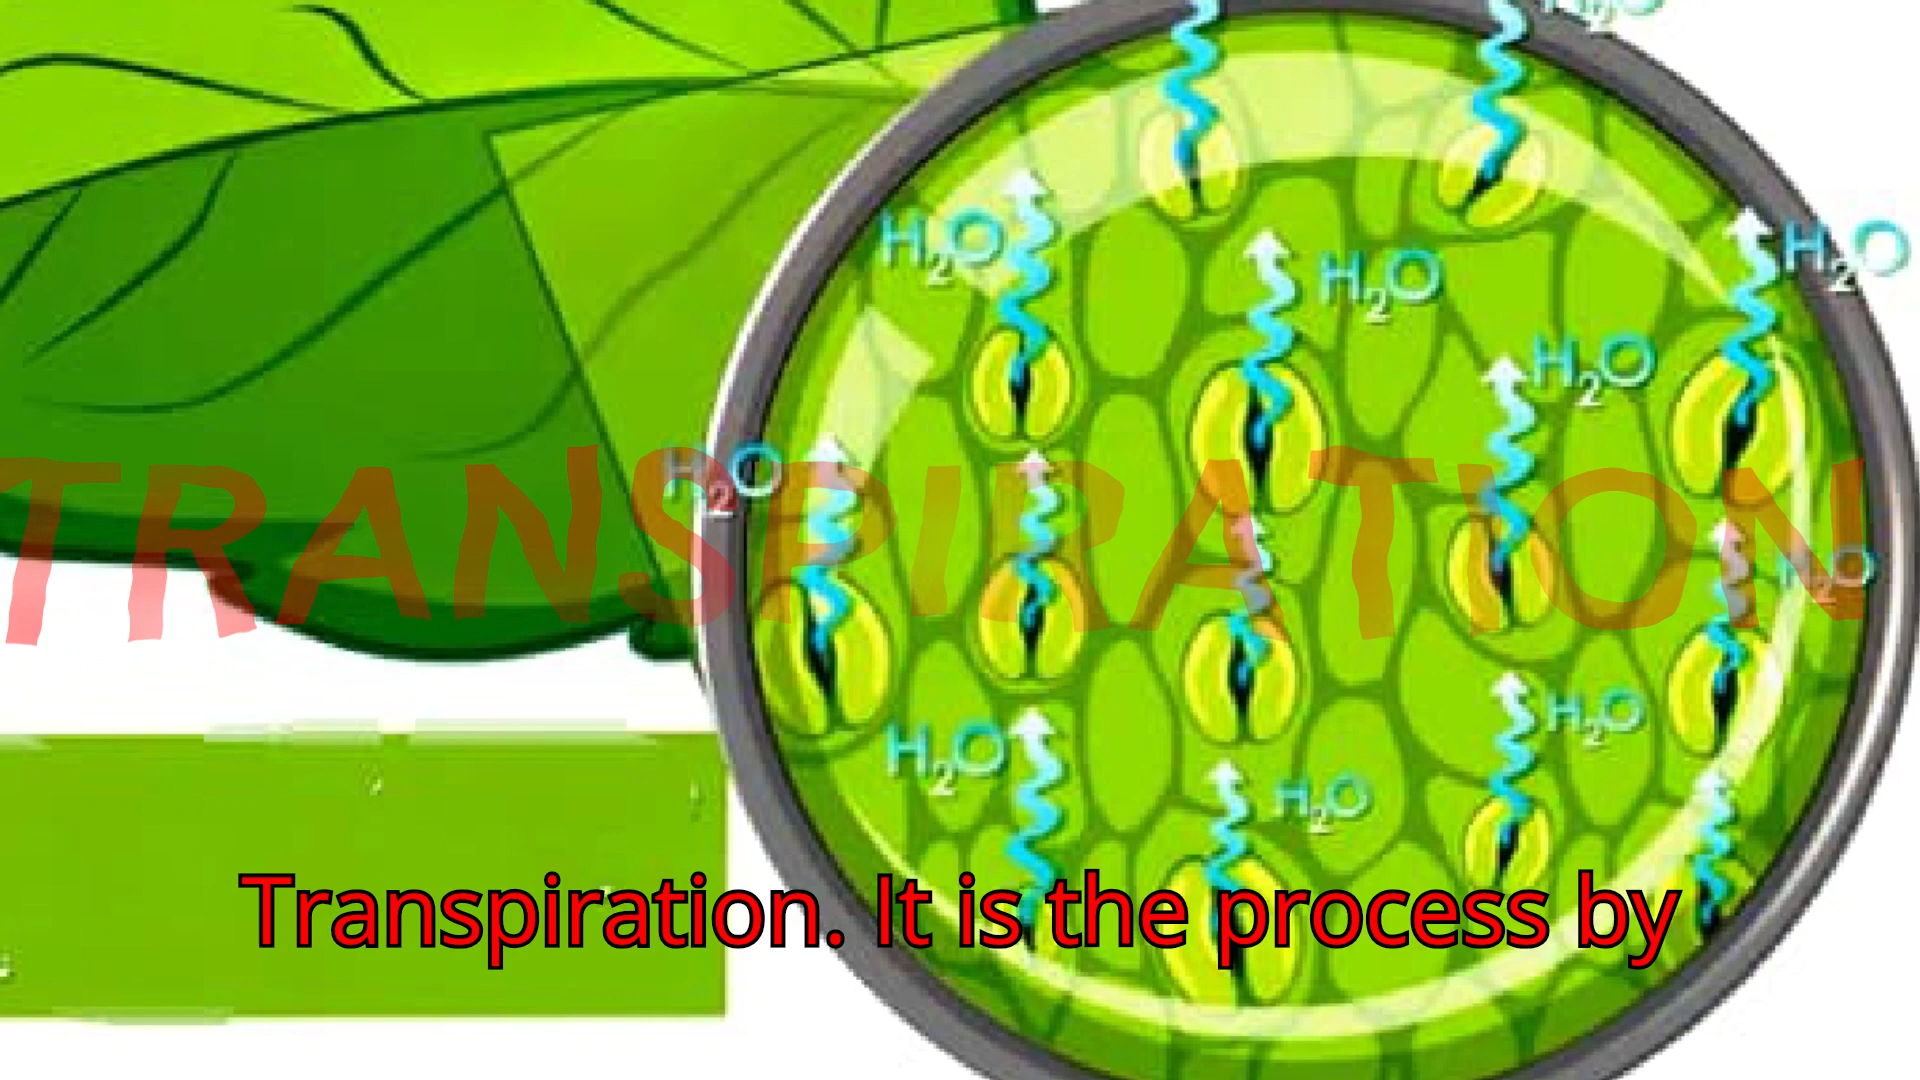 H₂O
H₂O
H₂O
H₂O
H₂O
H₂O
TRANSPIRATION
H₂O
H₂O
H₂O
H₂O
Transpiration. It is the process by